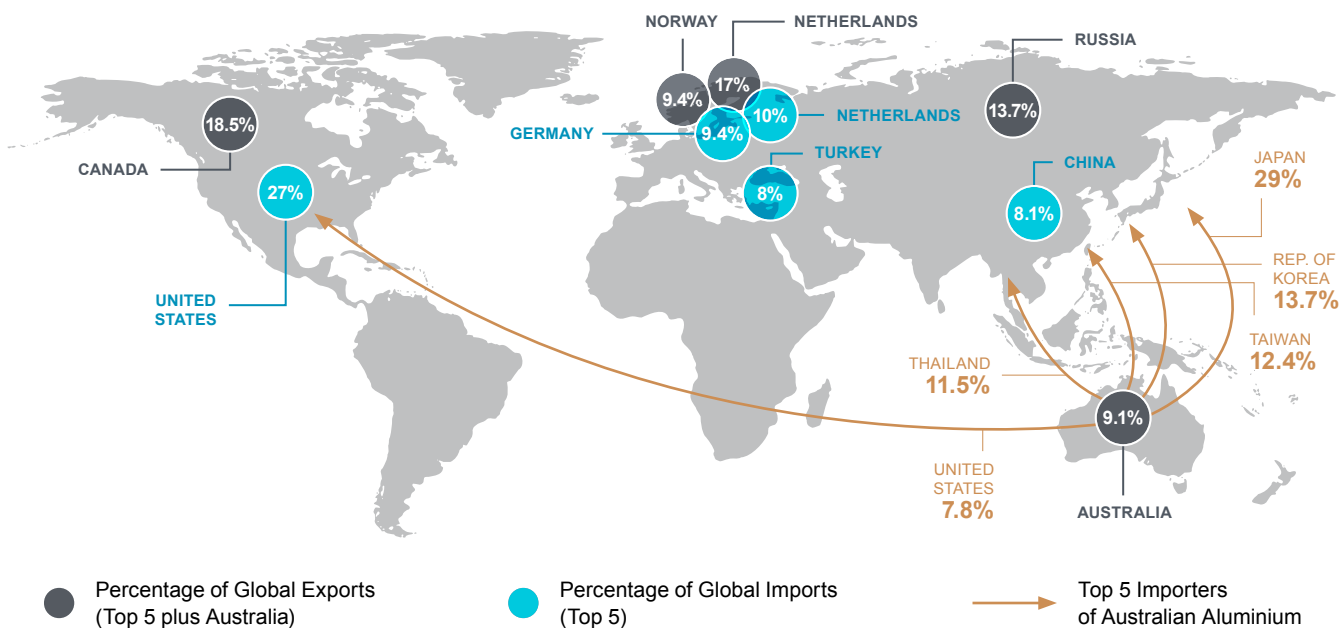 NORWAY
NETHERLANDS
RUSSIA
17%
9.4%
10%
13.7%
18.5%
NETHERLANDS
GERMANY
9.4%
TURKEY
CANADA
CHINA
JAPAN
29%
27%
8%
8.1%
REP. OF
KOREA
13.7%
UNITED
STATES
TAIWAN
12.4%
THAILAND
11.5%
9.1%
UNITED
STATES
7.8%
AUSTRALIA
Percentage of Global Exports
(Top 5 plus Australia)
Percentage of Global Imports
(Top 5)
Top 5 Importers
of Australian Aluminium